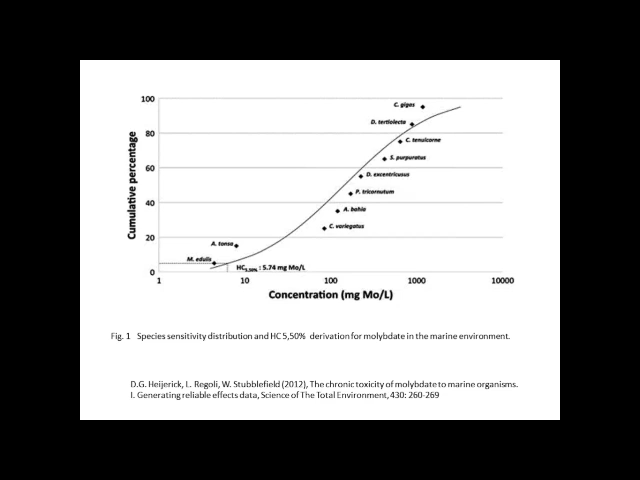 100
C. gigas
D. tertiolecta
80
C. tenuicorne
S. purpuratus
60
D. excentricusus
P. tricornutum
40
A. bahia
C. variegatus
20
A. tonsa
M. edulis
HC5,50% : 5.74 mg Mo/L
0
1 10 100 1000 10000
Cumulative percentage
Concentration (mg Mo/L)
Fig. 1 Species sensitivity distribution and HC 5,50% derivation for molybdate in the marine environment.
D.G. Heijerick, L. Regoli, W. Stubblefield (2012), The chronic toxicity of molybdate to marine organisms.
I. Generating reliable effects data, Science of The Total Environment, 430: 260-269